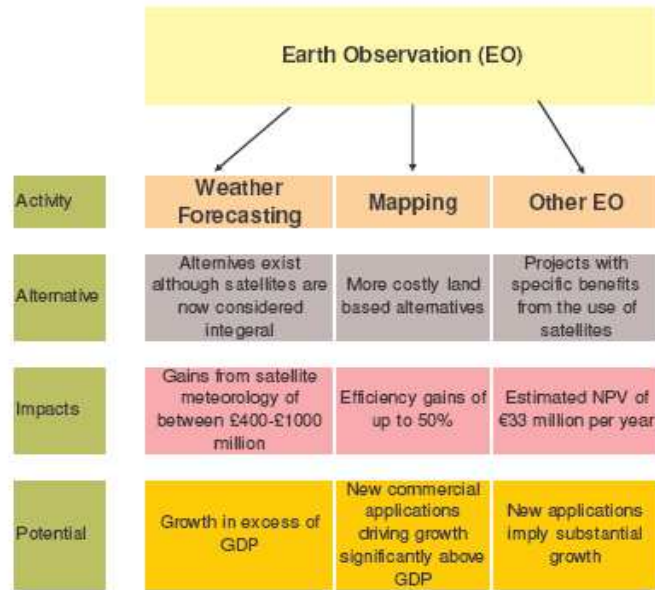 Earth Observation (EO)
Activity
Weather
Forecasting
Mapping
Other EO
Alternative
Alternives exist
although satellites are
now considered
integeral
More costly land
based alternatives
Projects with
specific benefits
from the use of
satellites
Impacts
Gains from satellite
meteorology of
between £400-£1000
million
Efficiency gains of
up to 50%
Estimated NPV of
€33 million per year
Potential
Growth in excess of
GDP
New commercial
applications
driving growth
significantly above
GDP
New applications
imply substantial
growth